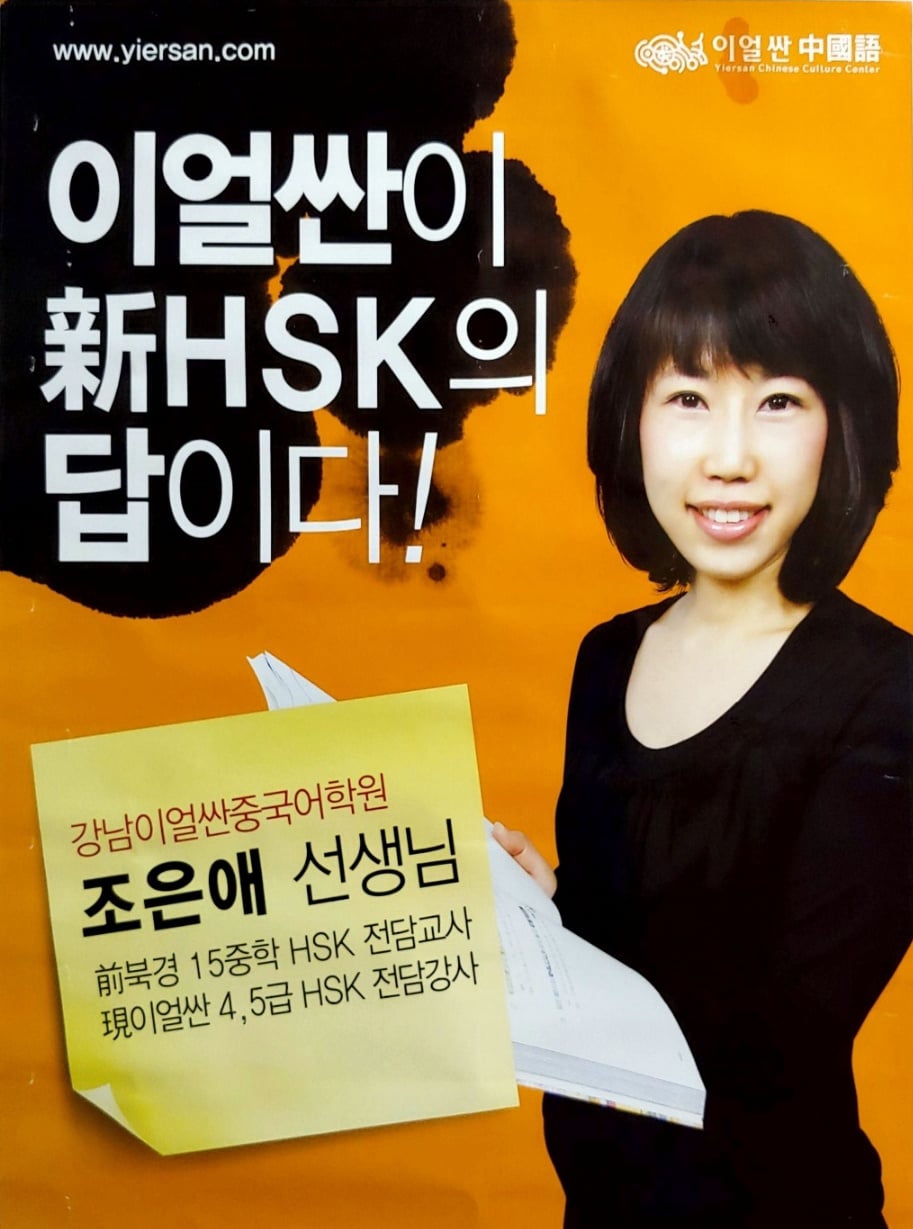 www.yiersan.com
이얼싼 中國語
Yiersan Chinese Culture Center
이얼싼이
新HSK의
답이다!
강남이얼싼중국어학원
조은애 선생님
前북경 15중학 HSK 전담교사
現이얼싼 4,5급 HSK 전담강사